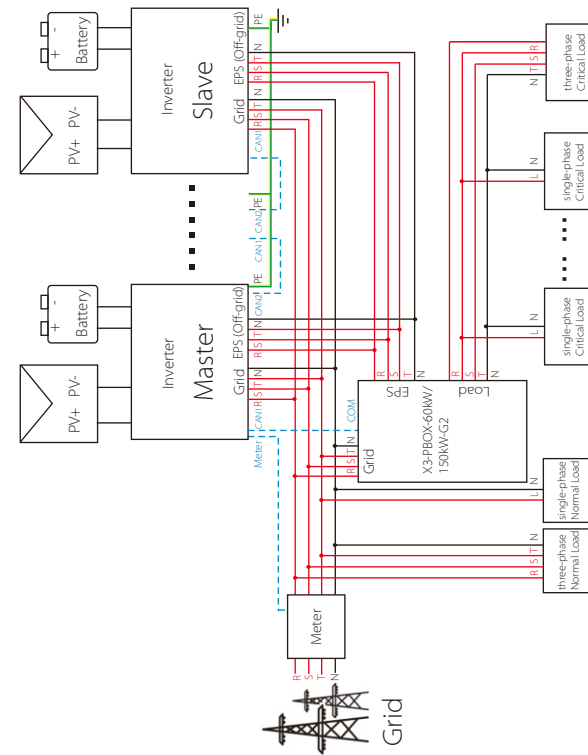 PV+ PV-
+ -
Battery
PV+ PV-
+ -
Battery
Inverter
Master
Inverter
Slave
Grid
EPS (Off-grid)
Grid
EPS (Off-grid)
Meter
CAN1
R S T N
R S T N
CAN2
PE
CAN1
CAN2
PE
CAN1
R S T N
R S T N
PE
Grid
R
S
T
N
Meter
COM
R S T N
Grid
X3-PBOX-60kW/
150kW-G2
EPS
R
S
T
N
Load
R
S
T
N
R S T N
three-phase
Normal Load
L N
single-phase
Normal Load
L N
single-phase
Critical Load
L N
single-phase
Critical Load
N T S R
three-phase
Critical Load